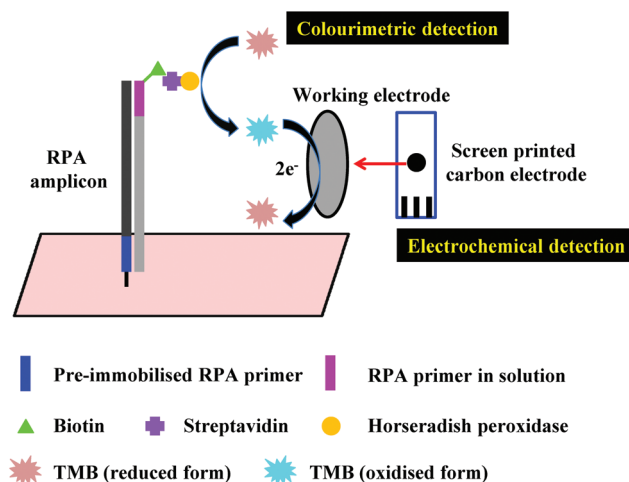 Colourimetric detection
Working electrode
RPA
amplicon
2e-
Screen printed
carbon electrode
Electrochemical detection
Pre-immobilised RPA primer
RPA primer in solution
Biotin
Streptavidin
Horseradish peroxidase
TMB (reduced form)
TMB (oxidised form)